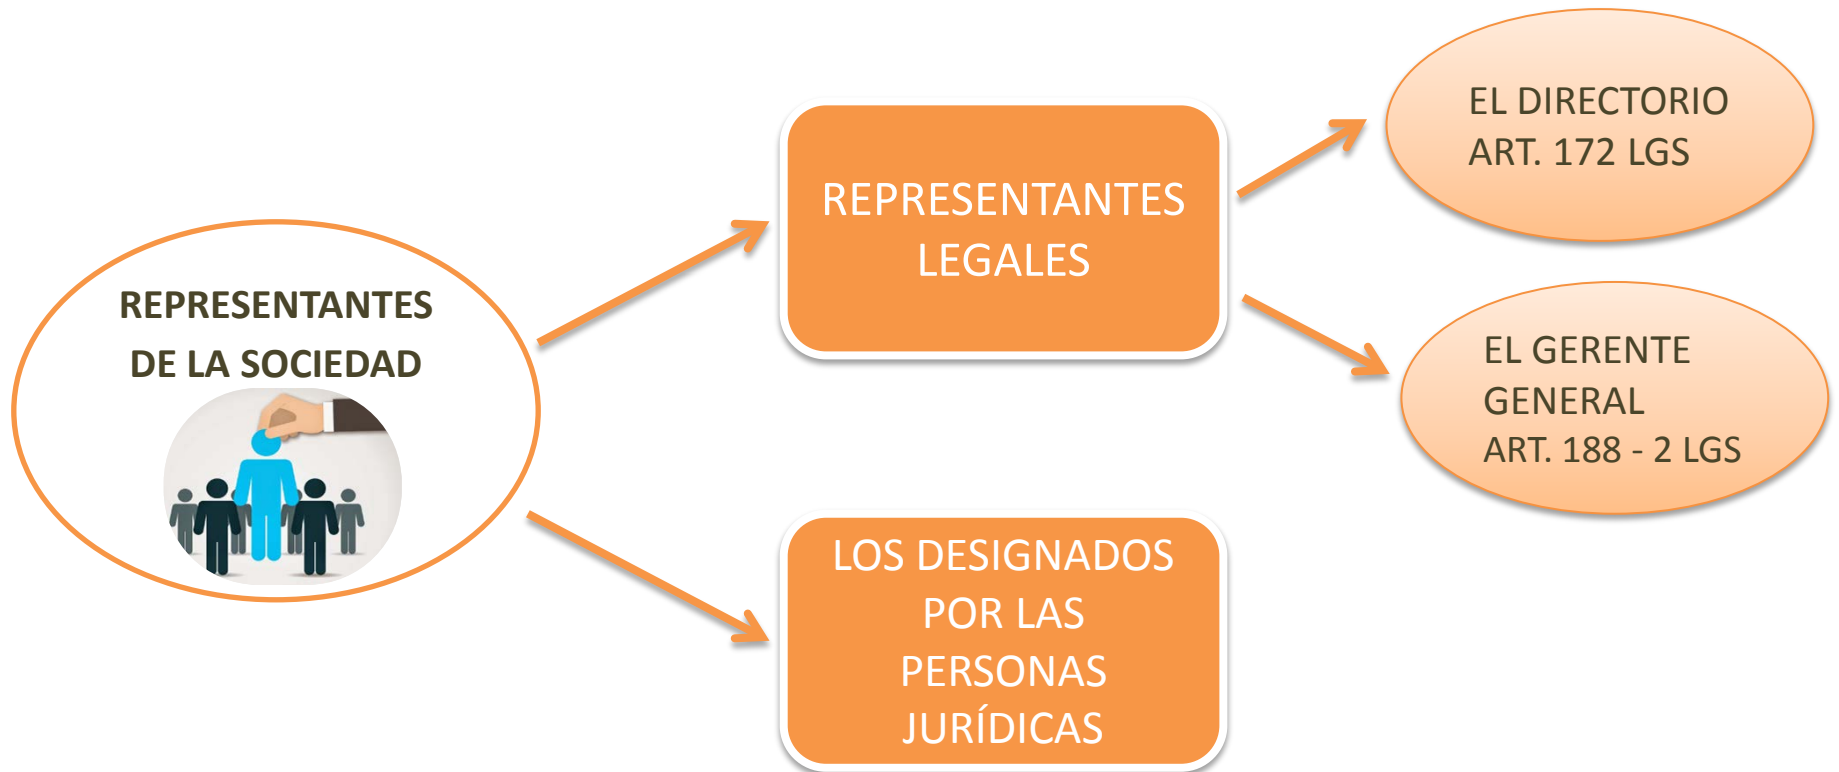 REPRESENTANTES
DE LA SOCIEDAD
REPRESENTANTES
LEGALES
EL DIRECTORIO
ART. 172 LGS
EL GERENTE
GENERAL
ART. 188 - 2 LGS
LOS DESIGNADOS
POR LAS
PERSONAS
JURÍDICAS